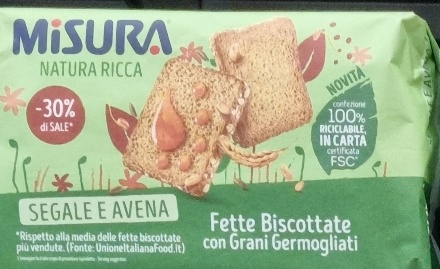 MiSURA
NATURA RICCA
-30%
di SALE*
NOVITÀ
confezione
100%
RICICLABILE,
IN CARTA
certificata
FSC®
SEGALE E AVENA
Fette Biscottate
con Grani Germogliati
*Rispetto alla media delle fette biscottate
più vendute. (Fonte: UnioneItalianaFood.it)